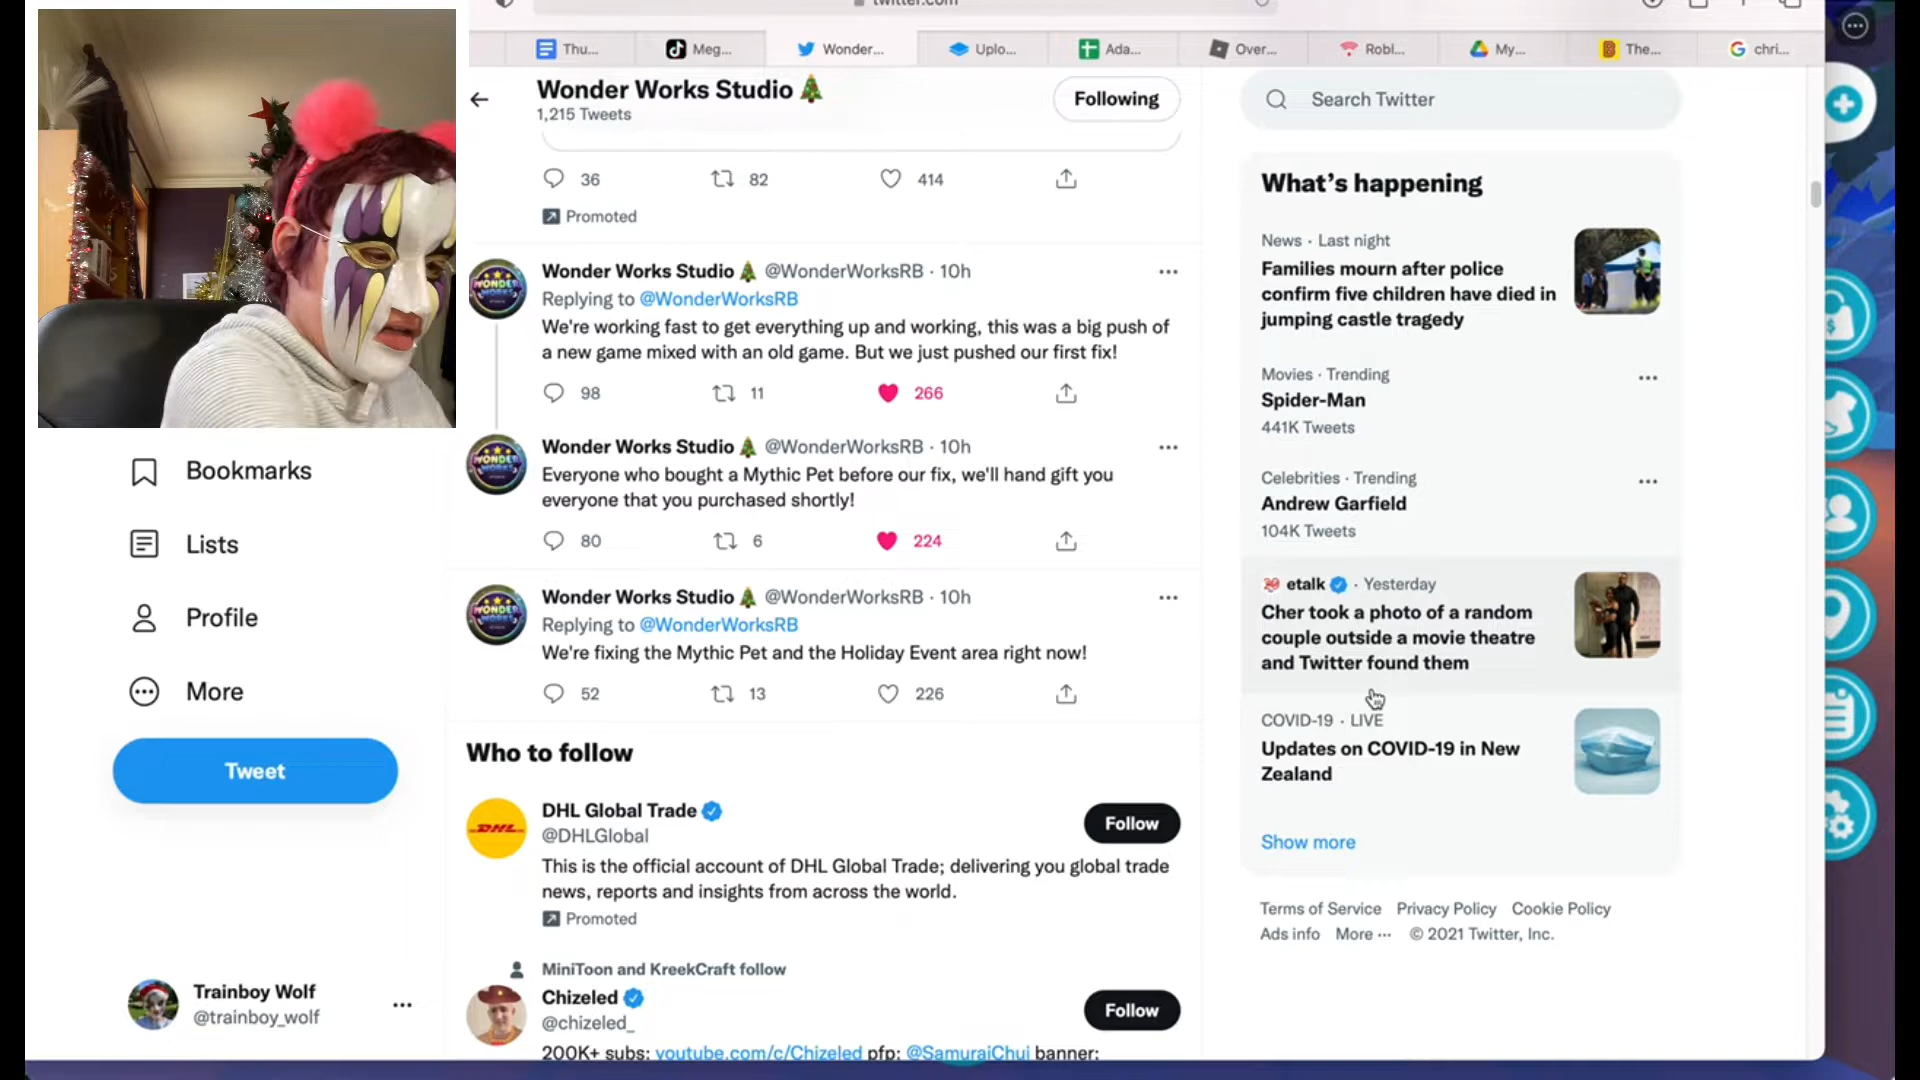 twitter.com
Thu...
Meg...
Wonder...
Uplo...
Ada...
Over...
Robl...
My...
The...
chri...
Wonder Works Studio
1,215 Tweets
Following
Search Twitter
36 82 414
Promoted
Wonder Works Studio @WonderWorksRB · 10h
Replying to @WonderWorksRB
We're working fast to get everything up and working, this was a big push of
a new game mixed with an old game. But we just pushed our first fix!
98 11 266
Wonder Works Studio @WonderWorksRB · 10h
Everyone who bought a Mythic Pet before our fix, we'll hand gift you
everyone that you purchased shortly!
80 6 224
Wonder Works Studio @WonderWorksRB · 10h
Replying to @WonderWorksRB
We're fixing the Mythic Pet and the Holiday Event area right now!
52 13 226
Who to follow
DHL Global Trade
@DHLGlobal
Follow
This is the official account of DHL Global Trade; delivering you global trade
news, reports and insights from across the world.
Promoted
MiniToon and KreekCraft follow
Chizeled
@chizeled_
Follow
200K+ subs: youtube.com/c/Chizeled pfp: @SamuraiChui banner:
What's happening
News · Last night
Families mourn after police
confirm five children have died in
jumping castle tragedy
Movies · Trending
Spider-Man
441K Tweets
Celebrities · Trending
Andrew Garfield
104K Tweets
etalk · Yesterday
Cher took a photo of a random
couple outside a movie theatre
and Twitter found them
COVID-19 · LIVE
Updates on COVID-19 in New
Zealand
Show more
Terms of Service Privacy Policy Cookie Policy
Ads info More ··· © 2021 Twitter, Inc.
Bookmarks
Lists
Profile
More
Tweet
Trainboy Wolf
@trainboy_wolf
WONDER
WORKS
WONDER
WORKS
WONDER
WORKS
DHL